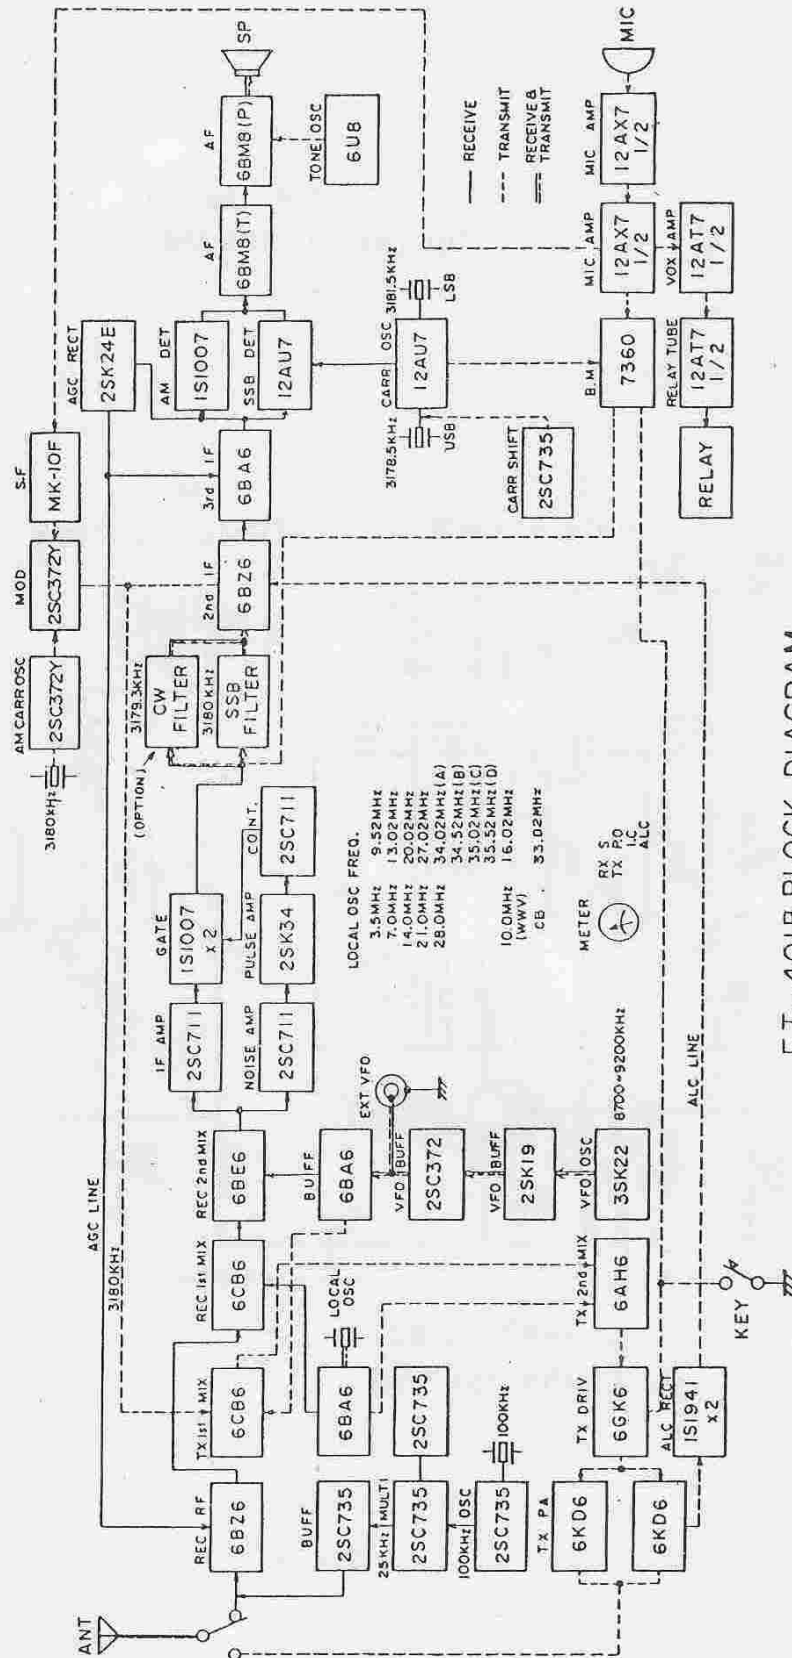 ANT
REC RF
6BZ6
BUFF
2SC735
25KHz MULTI
2SC735
2SC735
100KHz OSC
2SC735
100KHz
TX PA
6KD6
6KD6
TX 1st MIX
6CB6
6BA6
LOCAL
OSC
TX DRIV
6GK6
ALC RECT
1S1941
x2
AGC LINE
3180KHz
REC 1st MIX
6CB6
REC 2nd MIX
6BE6
BUFF
6BA6
EXT VFO
VFO BUFF
2SC372
VFO BUFF
2SK19
VFO OSC
3SK22
8700~9200KHz
TX 2nd MIX
6AH6
KEY
ALC LINE
IF AMP
2SC711
NOISE AMP
2SC711
GATE
1S1007
x2
PULSE AMP
2SK34
CONT.
2SC711
LOCAL OSC FREQ.
3.5MHz 9.52MHz
7.0MHz 13.02MHz
14.0MHz 20.02MHz
21.0MHz 27.02MHz
28.0MHz 34.02MHz(A)
34.52MHz(B)
35.02MHz(C)
35.52MHz(D)
10.0MHz 16.02MHz
(WWV)
CB . 33.02MHz
METER
RX S
TX P.O
I.C
ALC
3180KHz
AM CARR OSC
2SC372Y
MOD
2SC372Y
S.F
MK-10F
(OPTION)
3179.3KHz
CW
FILTER
3180KHz
SSB
FILTER
2nd IF
6BZ6
3rd IF
6BA6
AGC RECT
2SK24E
AM DET
1S1007
SSB DET
12AU7
AF
6BM8(T)
AF
6BM8(P)
SP
TONE OSC
6U8
CARR OSC
12AU7
3178.5KHz
USB
3181.5KHz
LSB
CARR SHIFT
2SC735
RECEIVE
TRANSMIT
RECEIVE &
TRANSMIT
MIC
MIC AMP
12AX7
1/2
MIC AMP
12AX7
1/2
B.M
7360
VOX AMP
12AT7
1/2
RELAY TUBE
12AT7
1/2
RELAY
FT-401B BLOCK DIAGRAM